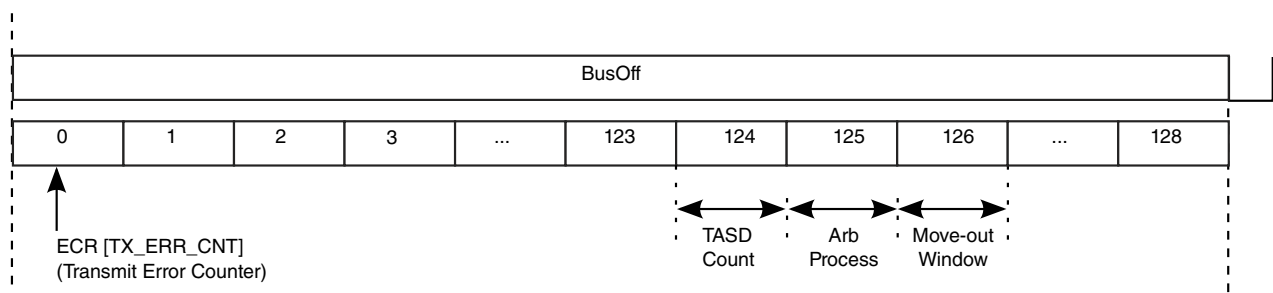 BusOff
0 1 2 3 ... 123 124 125 126 ... 128
ECR [TX_ERR_CNT]
(Transmit Error Counter)
TASD
Count
Arb
Process
Move-out
Window